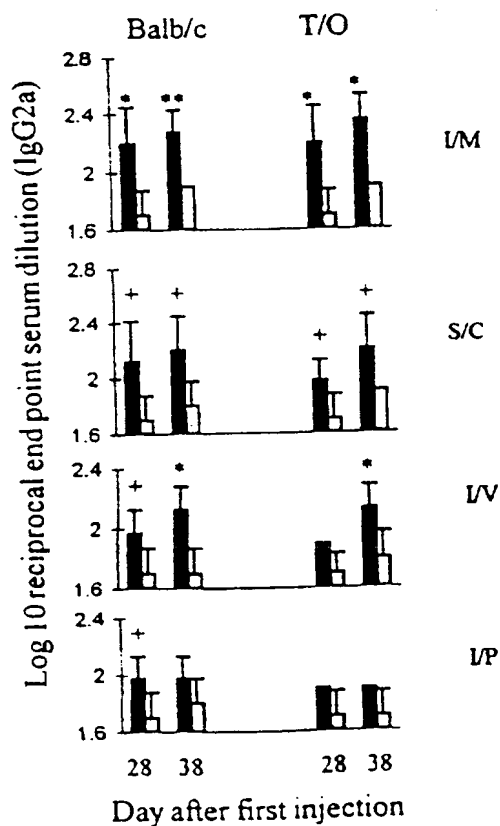 Balb/c T/O
Log 10 reciprocal end point serum dilution (IgG2a)
2.8
2.4
2
1.6
* ** * *
I/M
2.8
2.4
2
1.6
+ + + +
S/C
2.4
2
1.6
+ * *
I/V
2.4
2
1.6
+
I/P
28 38 28 38
Day after first injection